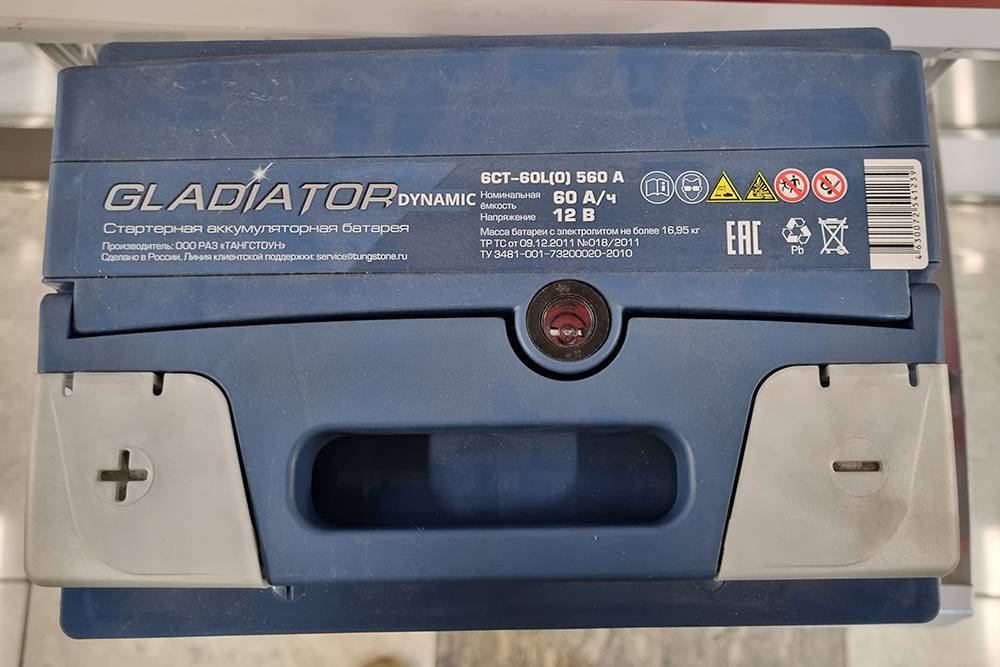 GLADIATOR DYNAMIC
Стартерная аккумуляторная батарея
Производитель: ООО РАЗ «ТАНГСТОУН»
Сделано в России. Линия клиентской поддержки: service@tungstone.ru
6СТ-60L(0) 560 А
Номинальная ёмкость 60 А/ч
Напряжение 12 В
Масса батареи с электролитом не более 16,95 кг
ТР ТС от 09.12.2011 №018/2011
ТУ 3481-001-73200020-2010
EAC
Pb
4630072541239